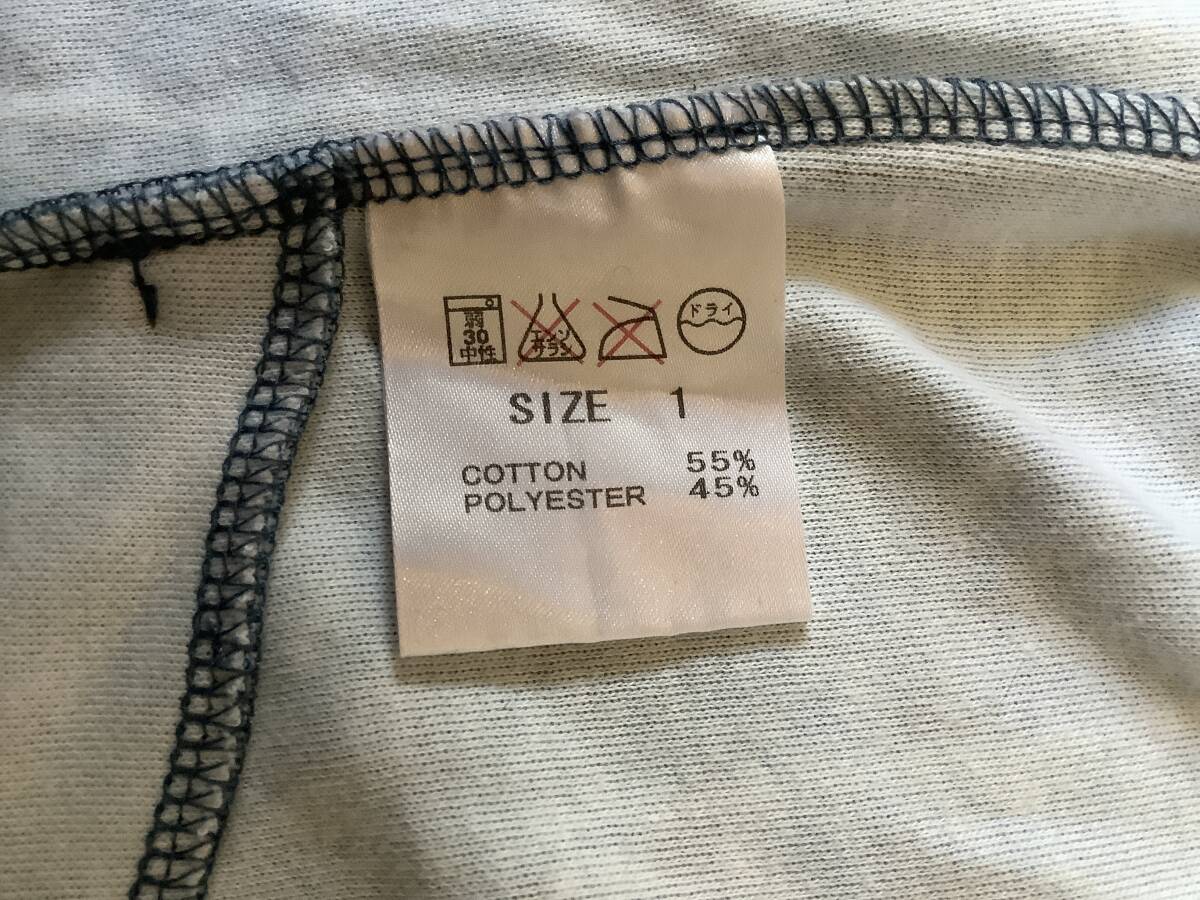 弱
30
中性
エンソ
サラシ
ドライ
SIZE 1
COTTON 55%
POLYESTER 45%